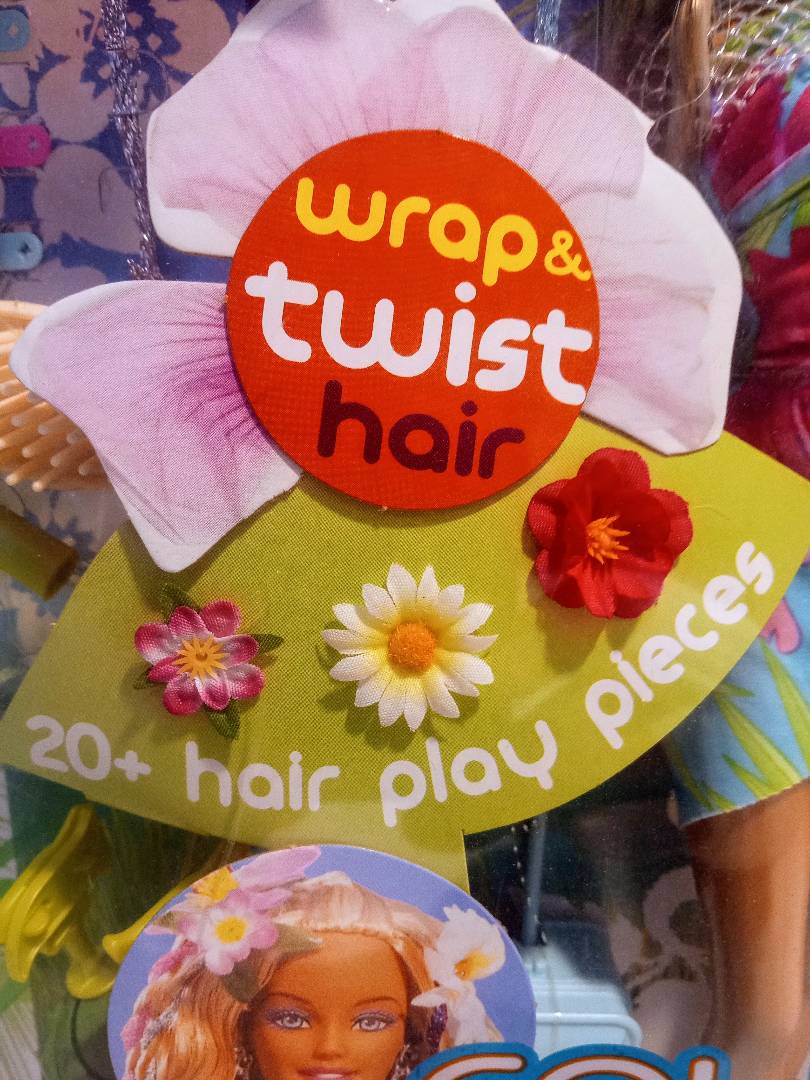 wrap &
twist
hair
20+ hair play pieces